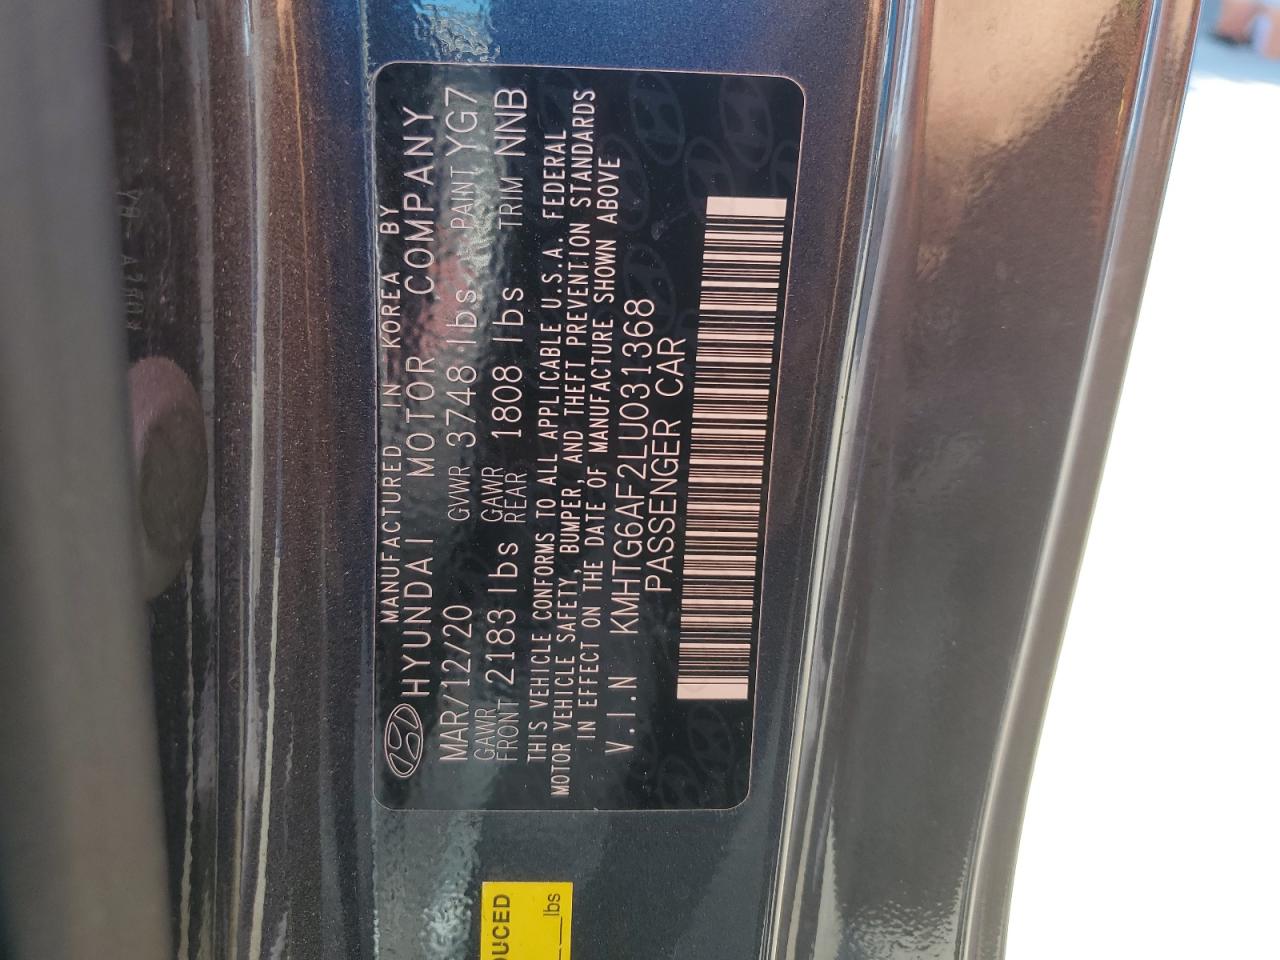 MANUFACTURED IN KOREA BY
HYUNDAI MOTOR COMPANY
MAR/12/20 GVWR 3748 lbs PAINT YG7
GAWR FRONT 2183 lbs GAWR REAR 1808 lbs TRIM NNB
THIS VEHICLE CONFORMS TO ALL APPLICABLE U.S.A. FEDERAL
MOTOR VEHICLE SAFETY, BUMPER, AND THEFT PREVENTION STANDARDS
IN EFFECT ON THE DATE OF MANUFACTURE SHOWN ABOVE
V.I.N KMHTG6AF2LU031368
PASSENGER CAR
lbs